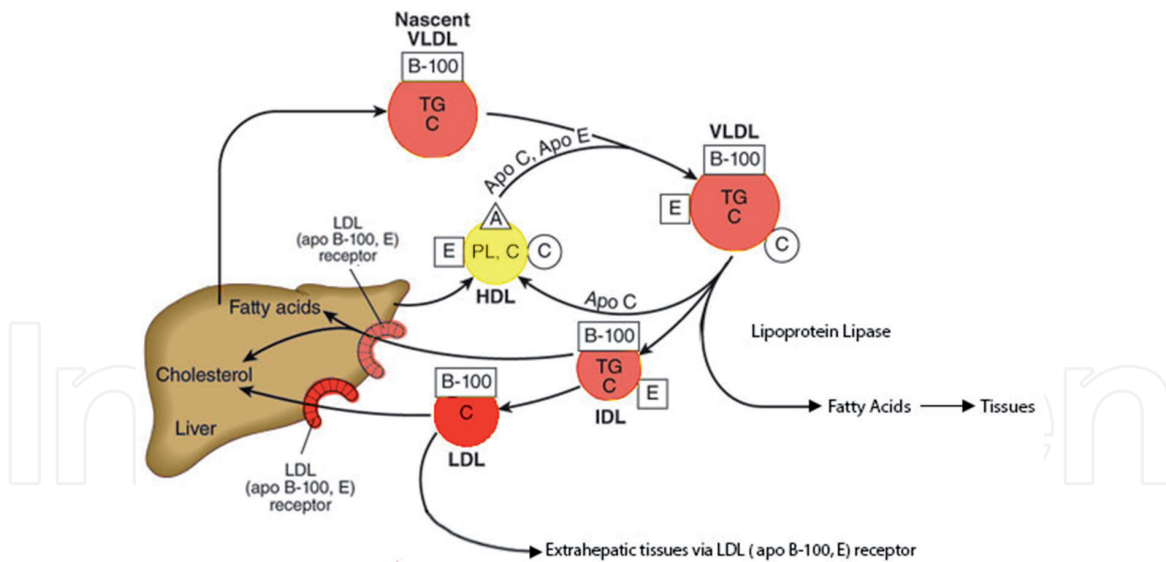 Nascent
VLDL
B-100
TG
C
Apo C, Apo E
VLDL
B-100
E
TG
C
C
LDL
(apo B-100, E)
receptor
A
E
PL, C
C
HDL
Fatty acids
Apo C
B-100
TG
C
E
IDL
Lipoprotein Lipase
Cholesterol
B-100
C
LDL
Fatty Acids
Tissues
Liver
LDL
(apo B-100, E)
receptor
Extrahepatic tissues via LDL ( apo B-100, E) receptor